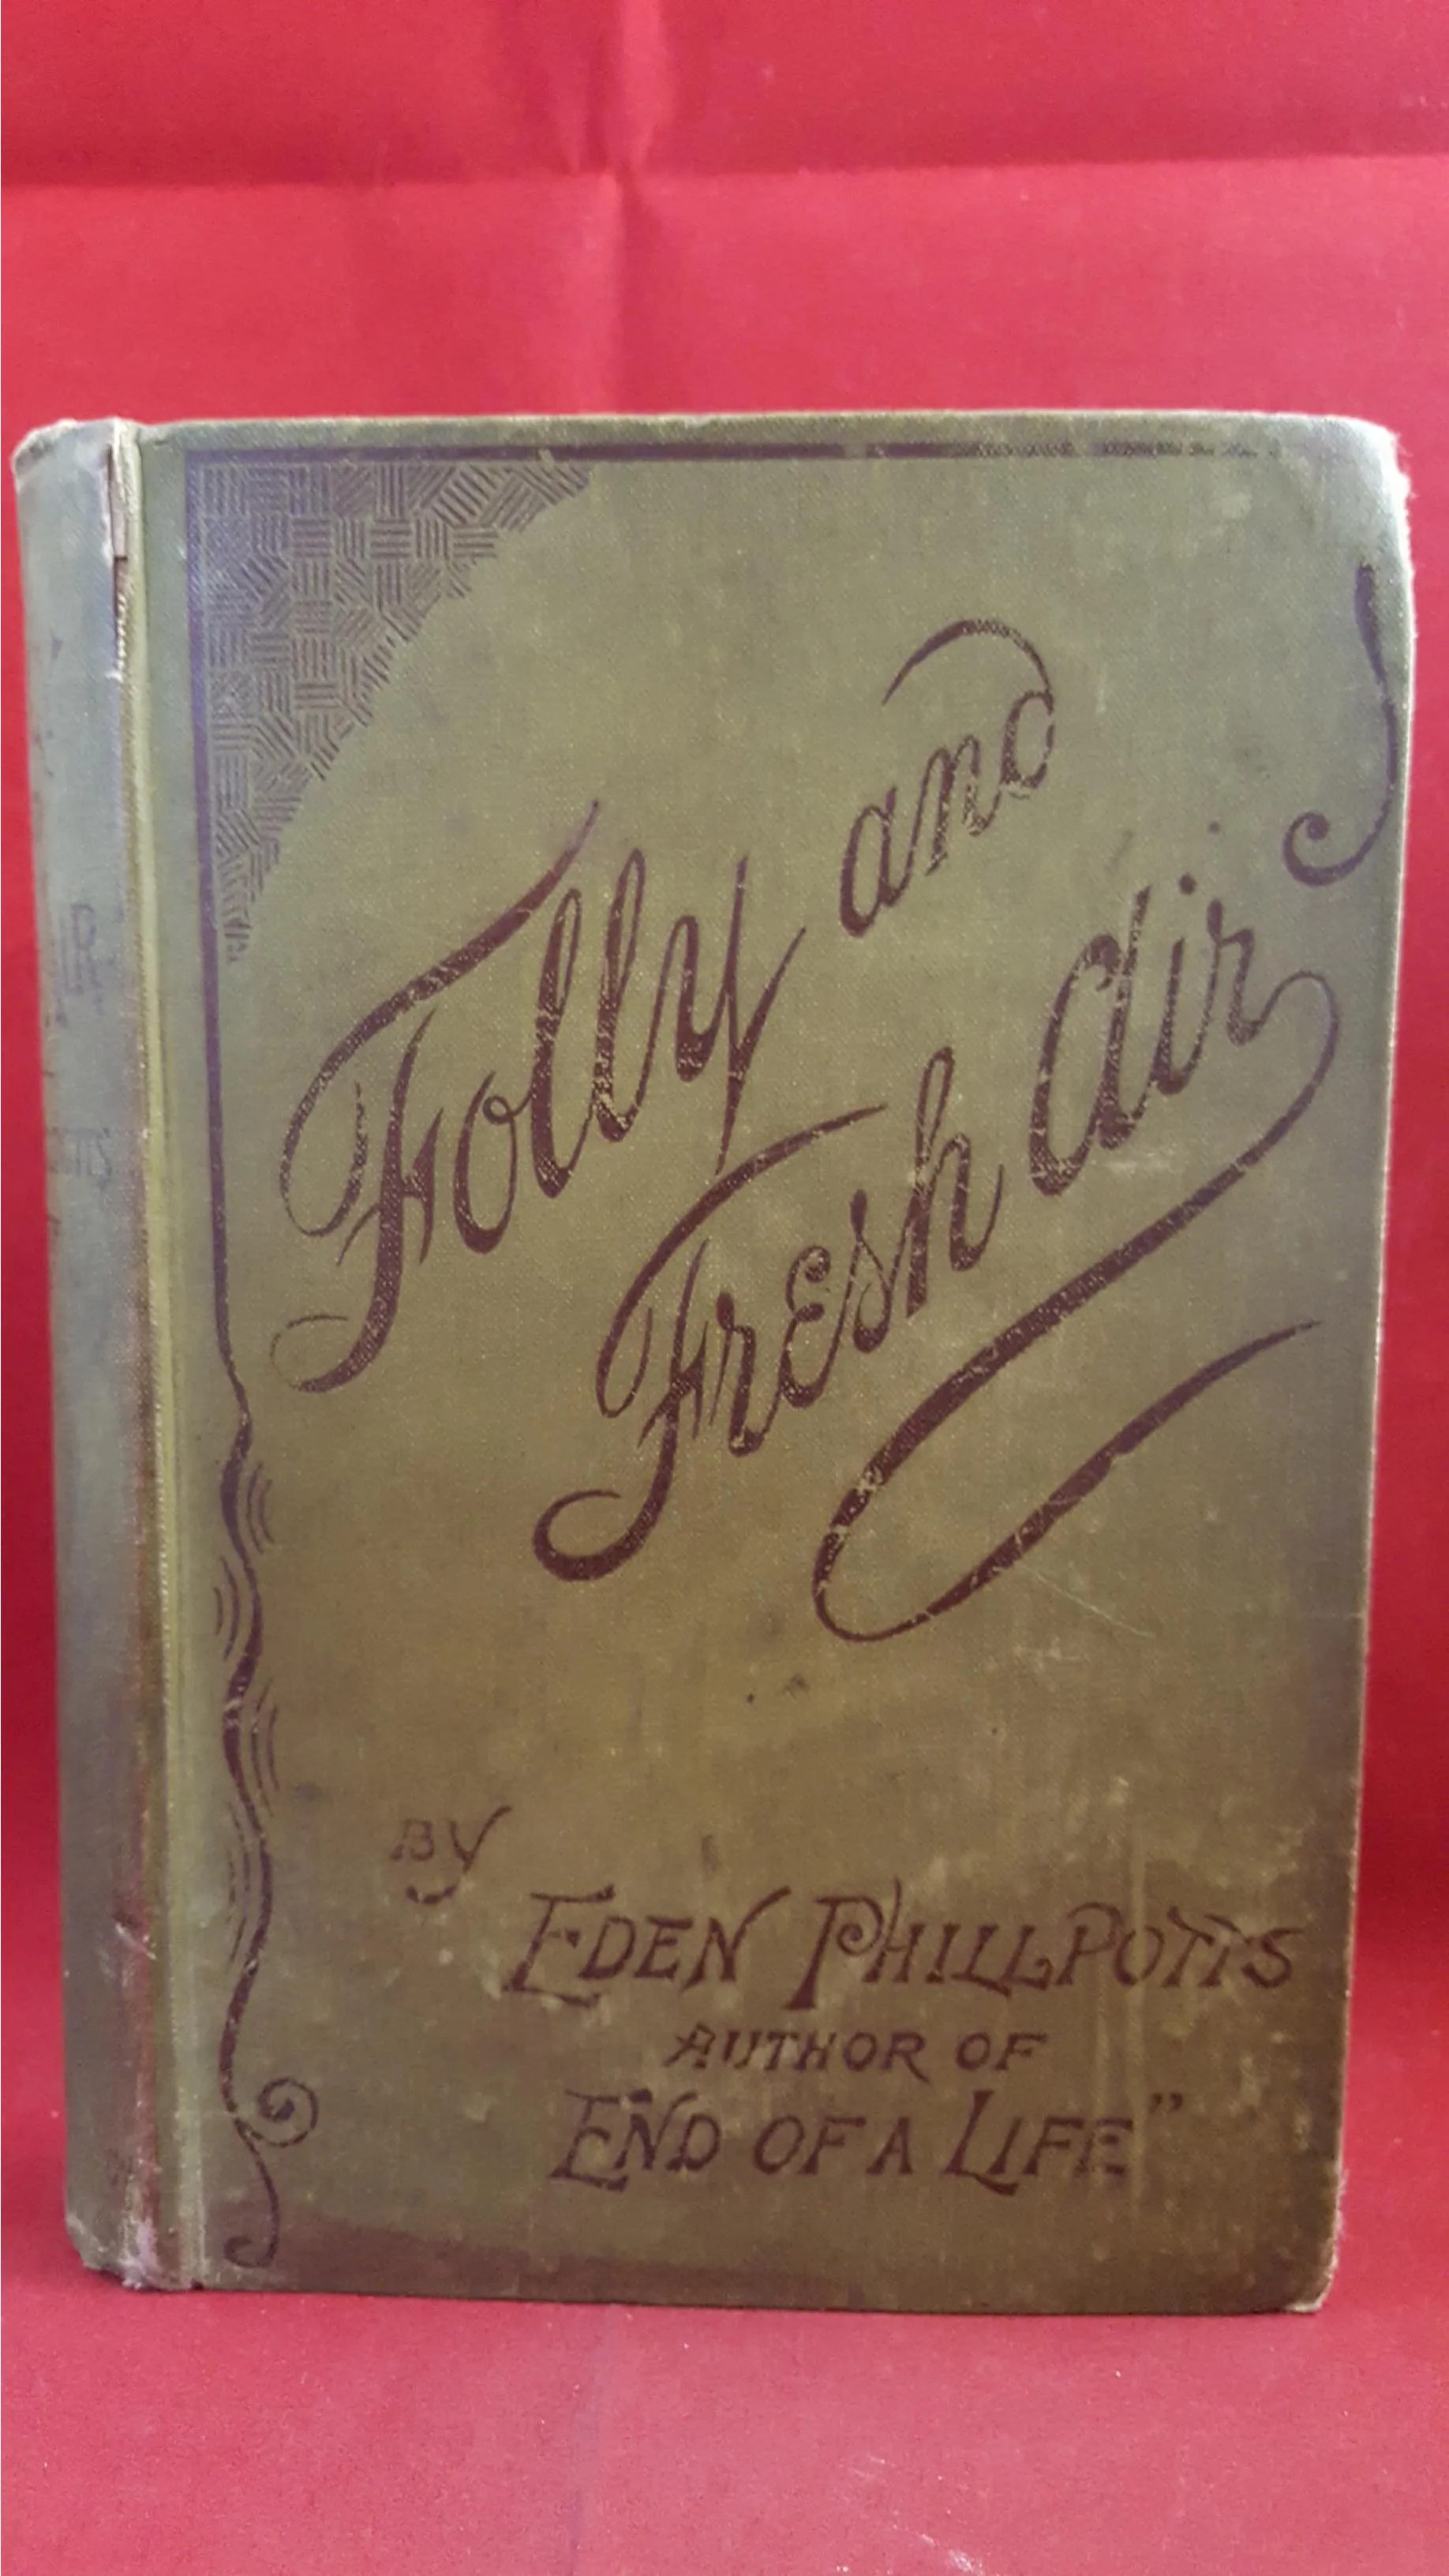 Folly and
Fresh Air
BY
EDEN PHILLPOTTS
AUTHOR OF
END OF A LIFE"